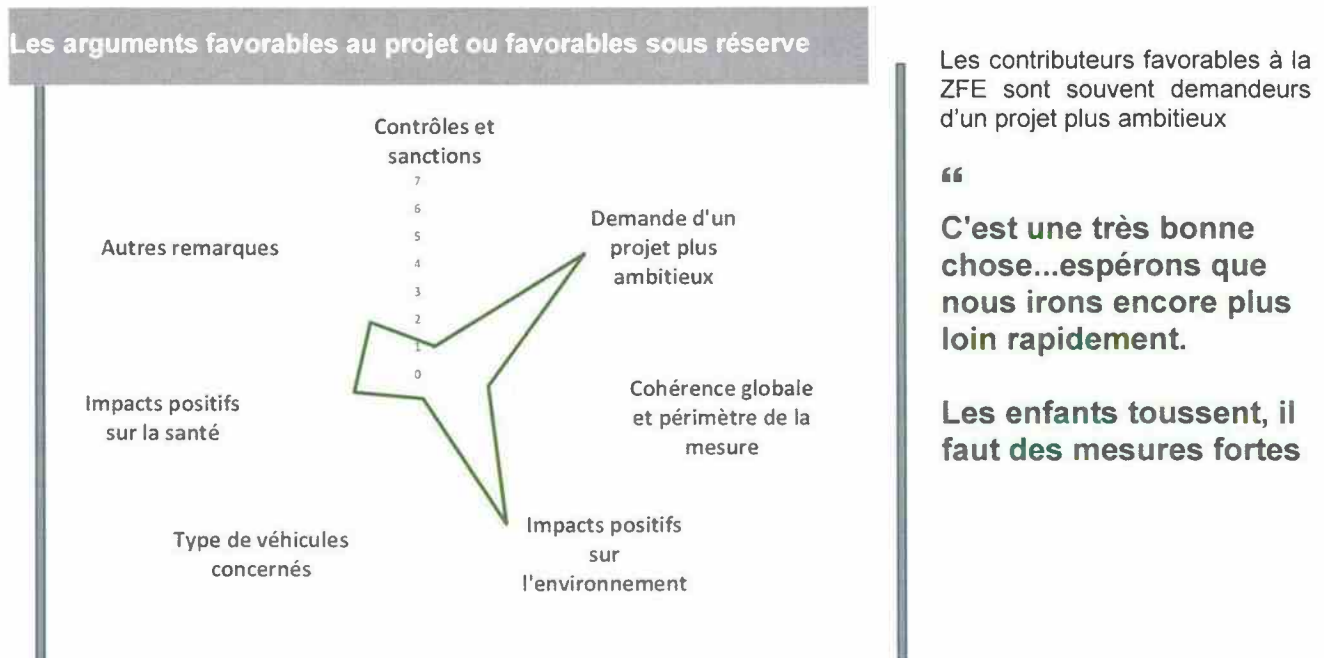 Les arguments favorables au projet ou favorables sous réserve
Contrôles et
sanctions
7
6
5
4
3
2
1
0
Demande d'un
projet plus
ambitieux
Cohérence globale
et périmètre de la
mesure
Impacts positifs
sur
l'environnement
Type de véhicules
concernés
Impacts positifs
sur la santé
Autres remarques
Les contributeurs favorables à la
ZFE sont souvent demandeurs
d'un projet plus ambitieux
“
C'est une très bonne
chose...espérons que
nous irons encore plus
loin rapidement.
Les enfants toussent, il
faut des mesures fortes